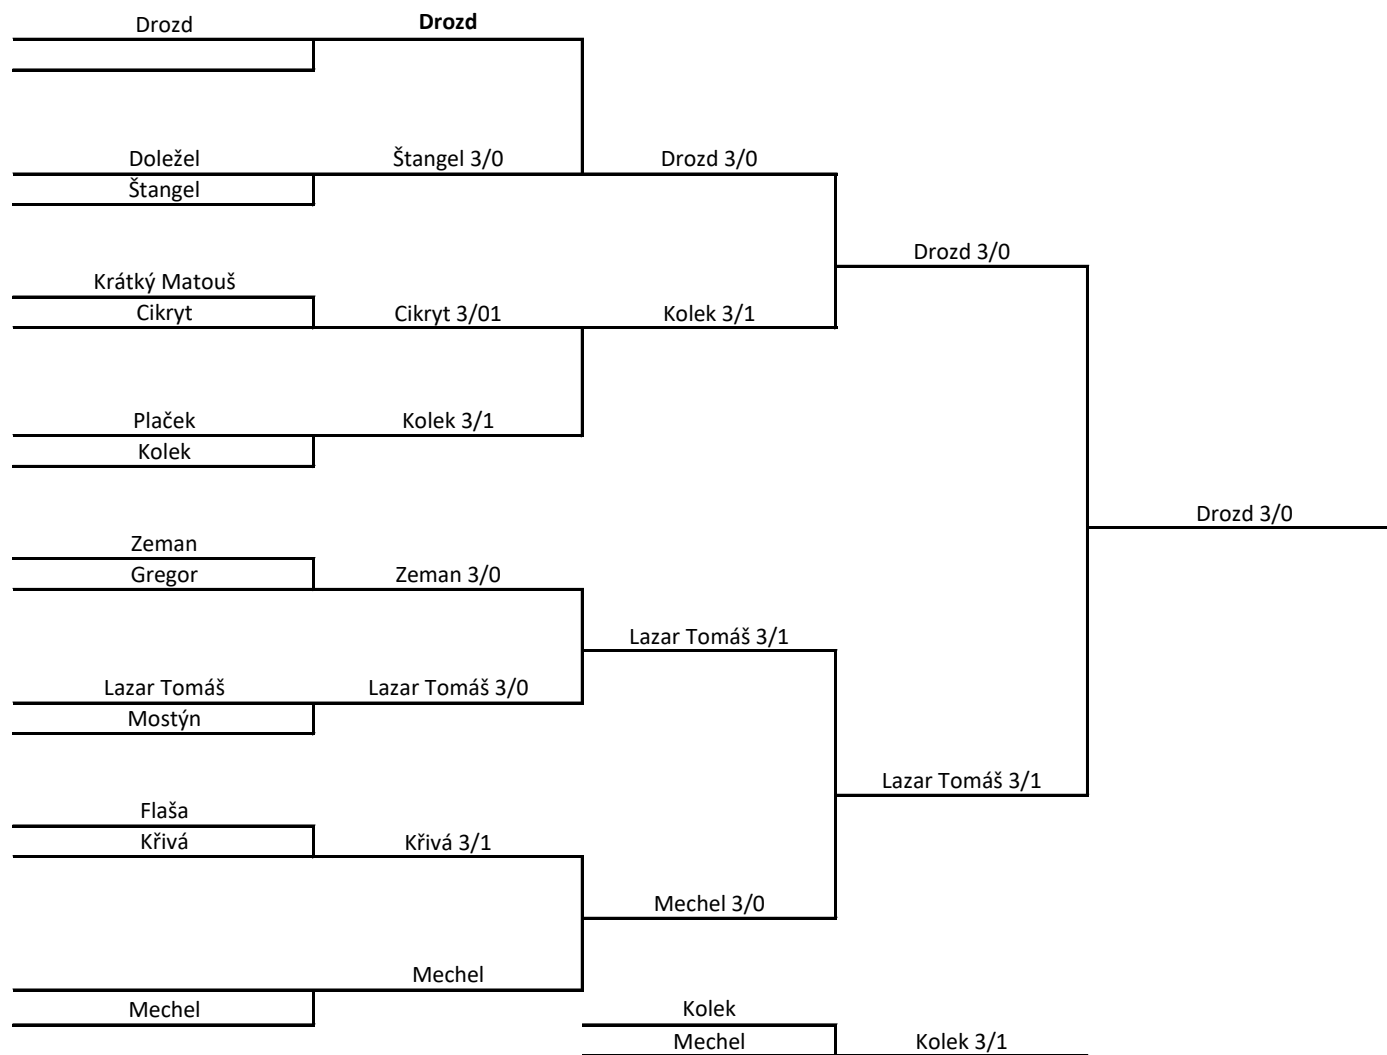 Drozd Drozd
Doležel Štangel 3/0 Drozd 3/0
Štangel
Drozd 3/0
Krátký Matouš
Cikryt Cikryt 3/01 Kolek 3/1
Plaček Kolek 3/1
Kolek
Drozd 3/0
Zeman
Gregor Zeman 3/0
Lazar Tomáš 3/1
Lazar Tomáš Lazar Tomáš 3/0
Mostýn
Lazar Tomáš 3/1
Flaša
Křivá Křivá 3/1
Mechel 3/0
Mechel
Mechel Kolek
Mechel Kolek 3/1